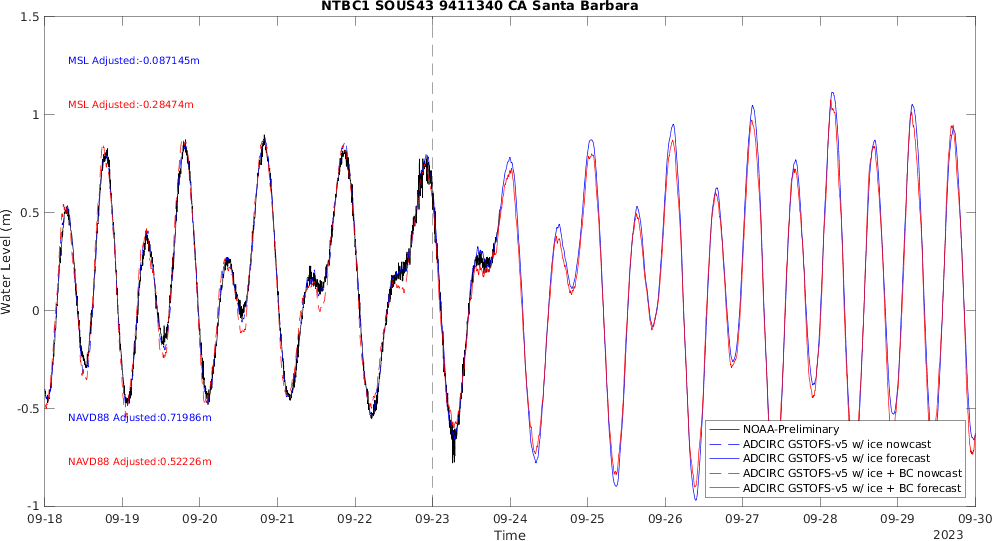 NTBC1 SOUS43 9411340 CA Santa Barbara
1.5
1
0.5
0
-0.5
-1
Water Level (m)
MSL Adjusted:-0.087145m
MSL Adjusted:-0.28474m
NAVD88 Adjusted:0.71986m
NAVD88 Adjusted:0.52226m
NOAA-Preliminary
ADCIRC GSTOFS-v5 w/ ice nowcast
ADCIRC GSTOFS-v5 w/ ice forecast
ADCIRC GSTOFS-v5 w/ ice + BC nowcast
ADCIRC GSTOFS-v5 w/ ice + BC forecast
09-18 09-19 09-20 09-21 09-22 09-23 09-24 09-25 09-26 09-27 09-28 09-29 09-30
Time
2023